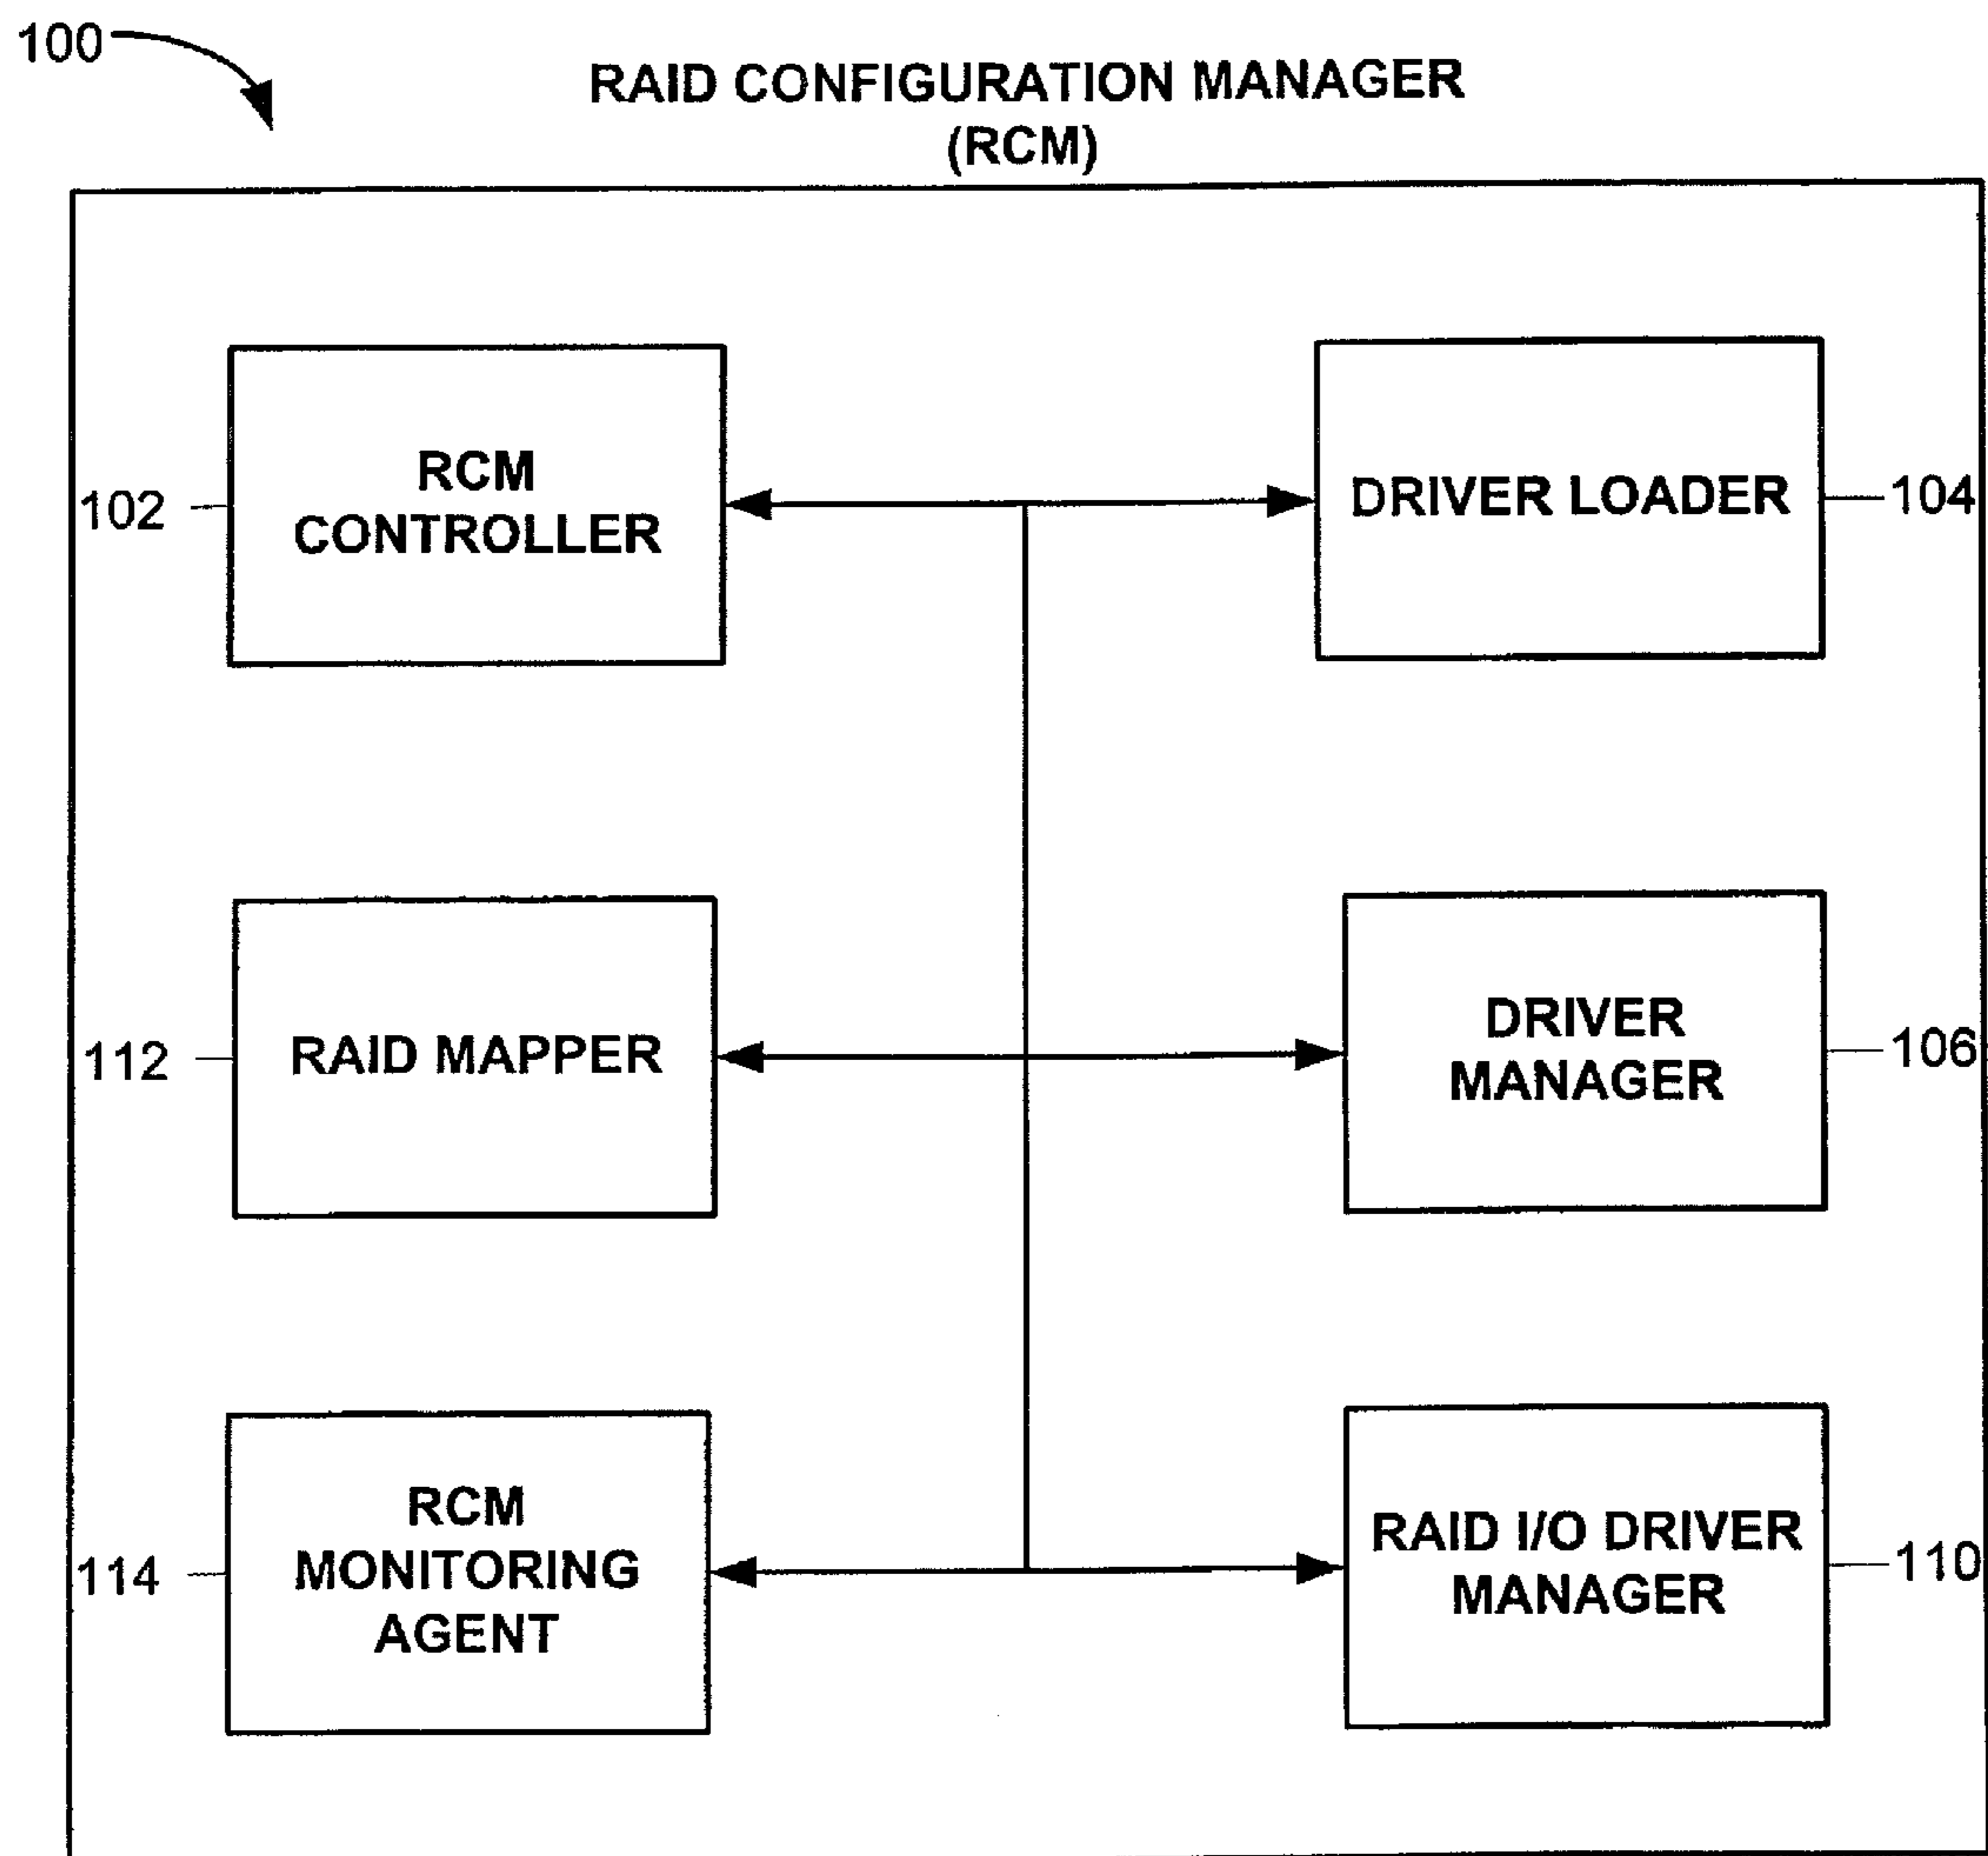 100
RAID CONFIGURATION MANAGER
(RCM)
RCM
CONTROLLER
102
DRIVER LOADER
104
RAID MAPPER
112
DRIVER
MANAGER
106
RCM
MONITORING
AGENT
114
RAID I/O DRIVER
MANAGER
110